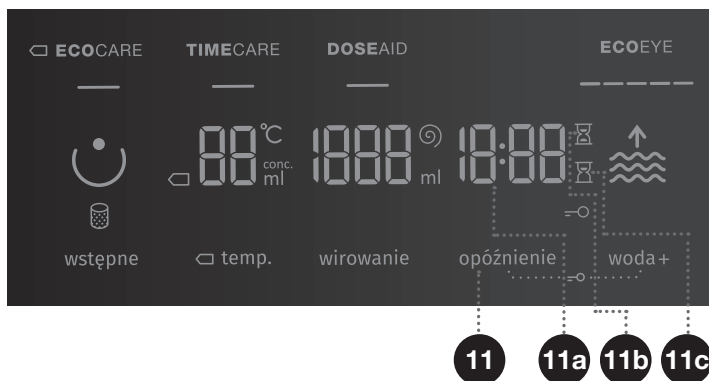 ECOCARE TIMECARE DOSEAID ECOEYE
88 °C 1888 18:88
conc.
ml ml
wstępne temp. wirowanie opóźnienie woda+
11 11a 11b 11c